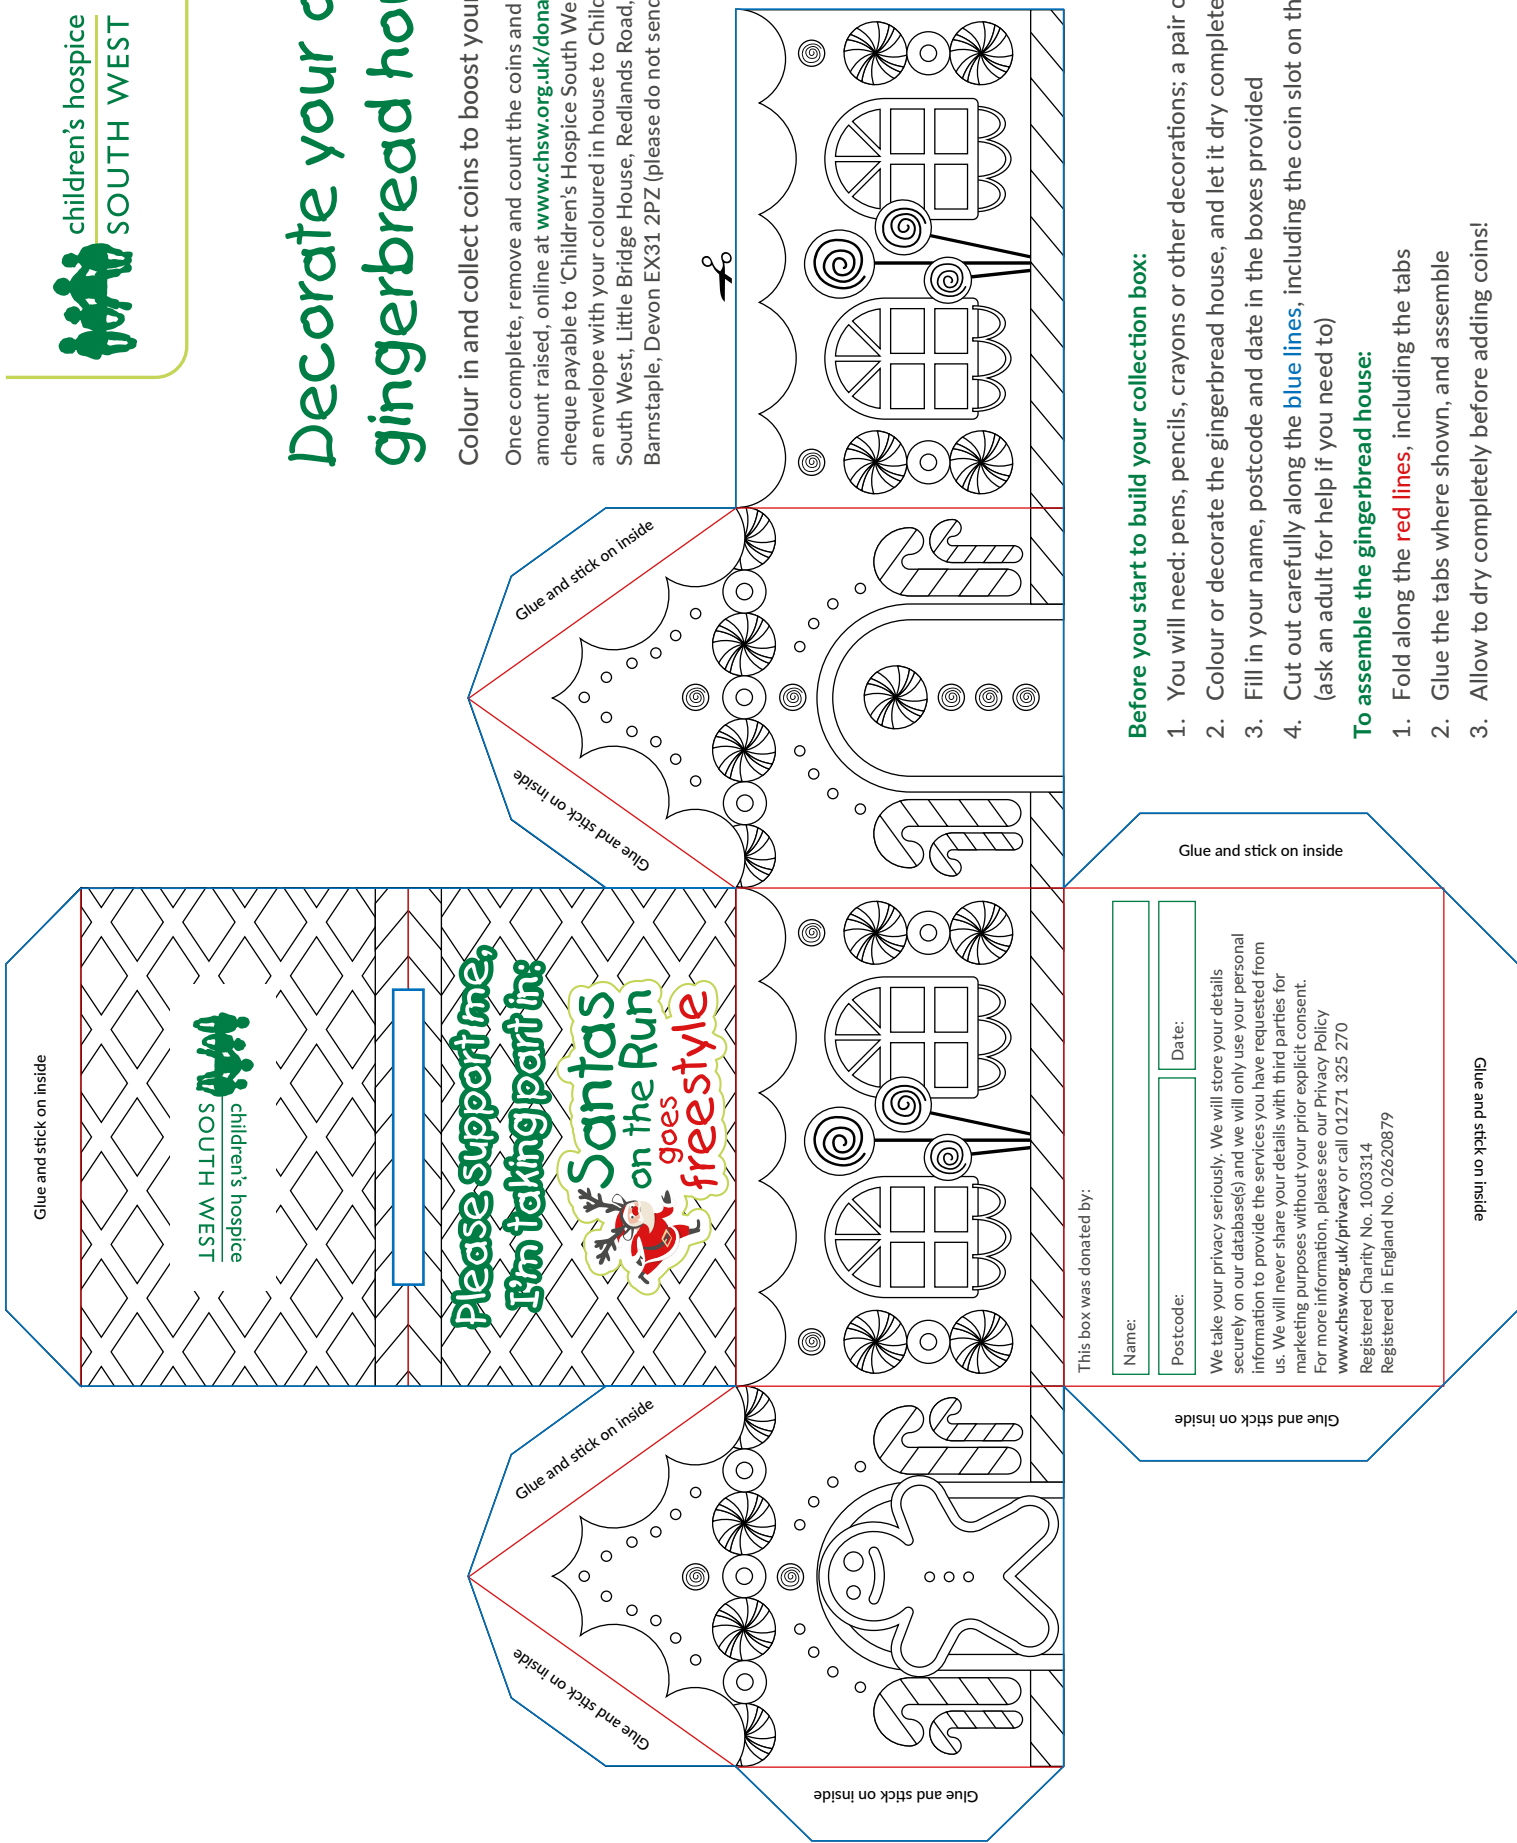 children's hospice
SOUTH WEST
Decorate your
gingerbread
Colour in and collect coins to boost your
Once complete, remove and count the coins and
amount raised, online at www.chsw.org.uk/dona
cheque payable to 'Children's Hospice South We
an envelope with your coloured in house to Chil
South West, Little Bridge House, Redlands Road,
Barnstaple, Devon EX31 2PZ (please do not send
Before you start to build your collection box:
1. You will need: pens, pencils, crayons or other decorations; a pair
2. Colour or decorate the gingerbread house, and let it dry complete
3. Fill in your name, postcode and date in the boxes provided
4. Cut out carefully along the blue lines, including the coin slot on th
(ask an adult for help if you need to)
To assemble the gingerbread house:
1. Fold along the red lines, including the tabs
2. Glue the tabs where shown, and assemble
3. Allow to dry completely before adding coins!
Glue and stick on inside
Glue and stick on inside
Glue and stick on inside
children's hospice
SOUTH WEST
Please support me,
I'm taking part in:
Santas
on the Run
goes
freestyle
Glue and stick on inside
This box was donated by:
Name:
Postcode:
Date:
We take your privacy seriously. We will store your details
securely on our database(s) and we will only use your personal
information to provide the services you have requested from
us. We will never share your details with third parties for
marketing purposes without your prior explicit consent.
For more information, please see our Privacy Policy
www.chsw.org.uk/privacy or call 01271 325 270
Registered Charity No. 1003314
Registered in England No. 02620879
Glue and stick on inside
Glue and stick on inside
Glue and stick on inside
Glue and stick on inside
Glue and stick on inside